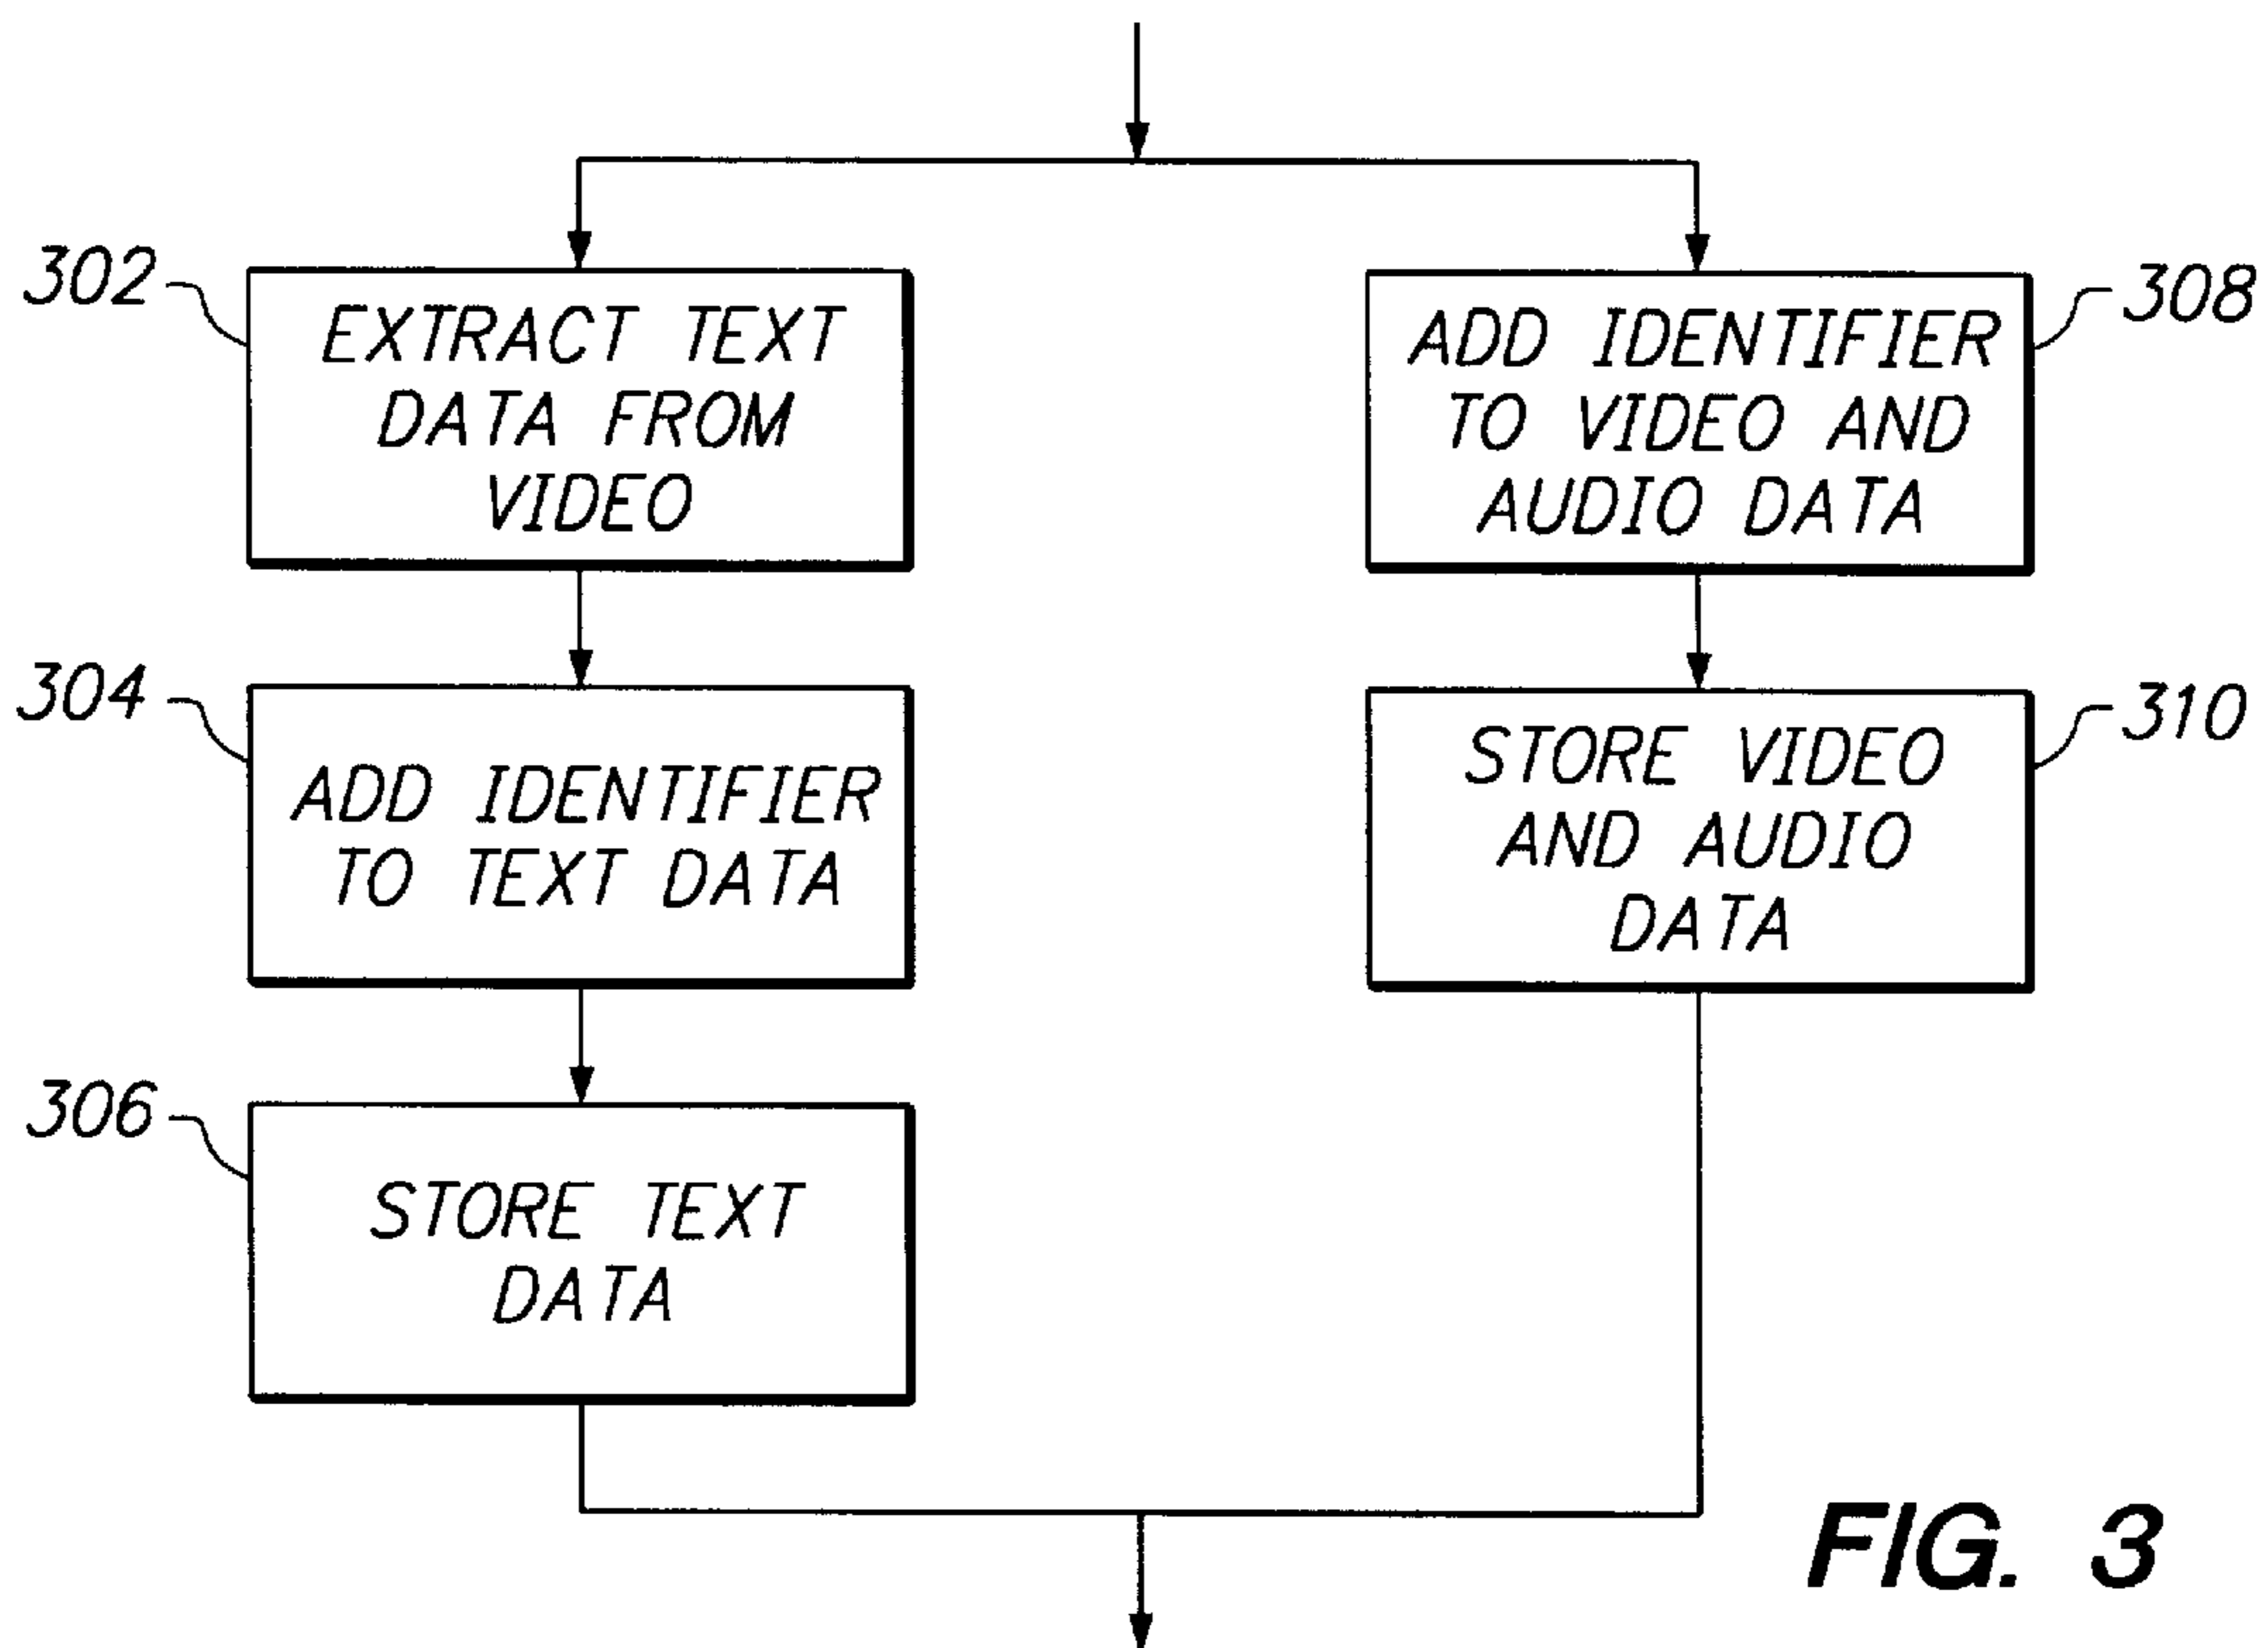 302
EXTRACT TEXT
DATA FROM
VIDEO
304
ADD IDENTIFIER
TO TEXT DATA
306
STORE TEXT
DATA
308
ADD IDENTIFIER
TO VIDEO AND
AUDIO DATA
310
STORE VIDEO
AND AUDIO
DATA
FIG. 3